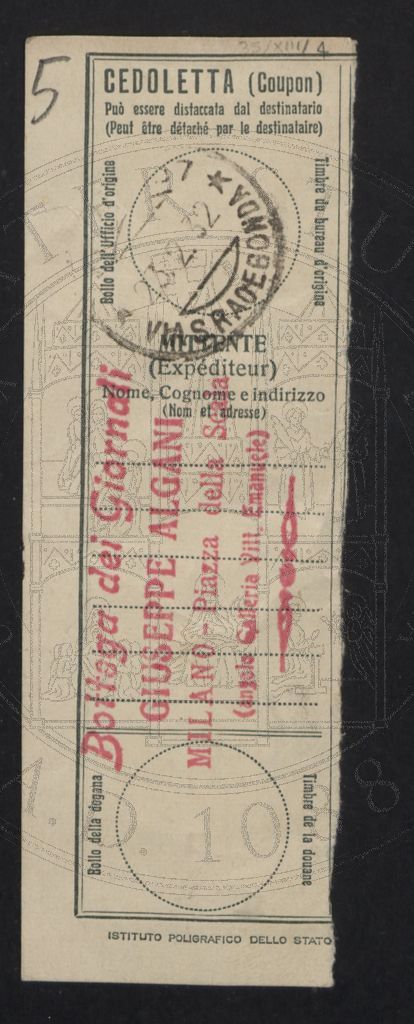 35/XIII/4
5
CEDOLETTA (Coupon)
Può essere distaccata dal destinatario
(Peut être détaché par le destinataire)
Bollo dell'Ufficio d'origine
Timbre du bureau d'origine
VIA S. RADEGONDA
MITTENTE
(Expéditeur)
Nome, Cognome e indirizzo
(Nom et adresse)
Bottega dei Giornali
GIUSEPPE ALGANI
MILANO - Piazza della Scala
(angolo Galleria Vitt. Emanuele)
Bollo della dogana
Timbre de la douane
A. D. 108
ISTITUTO POLIGRAFICO DELLO STATO